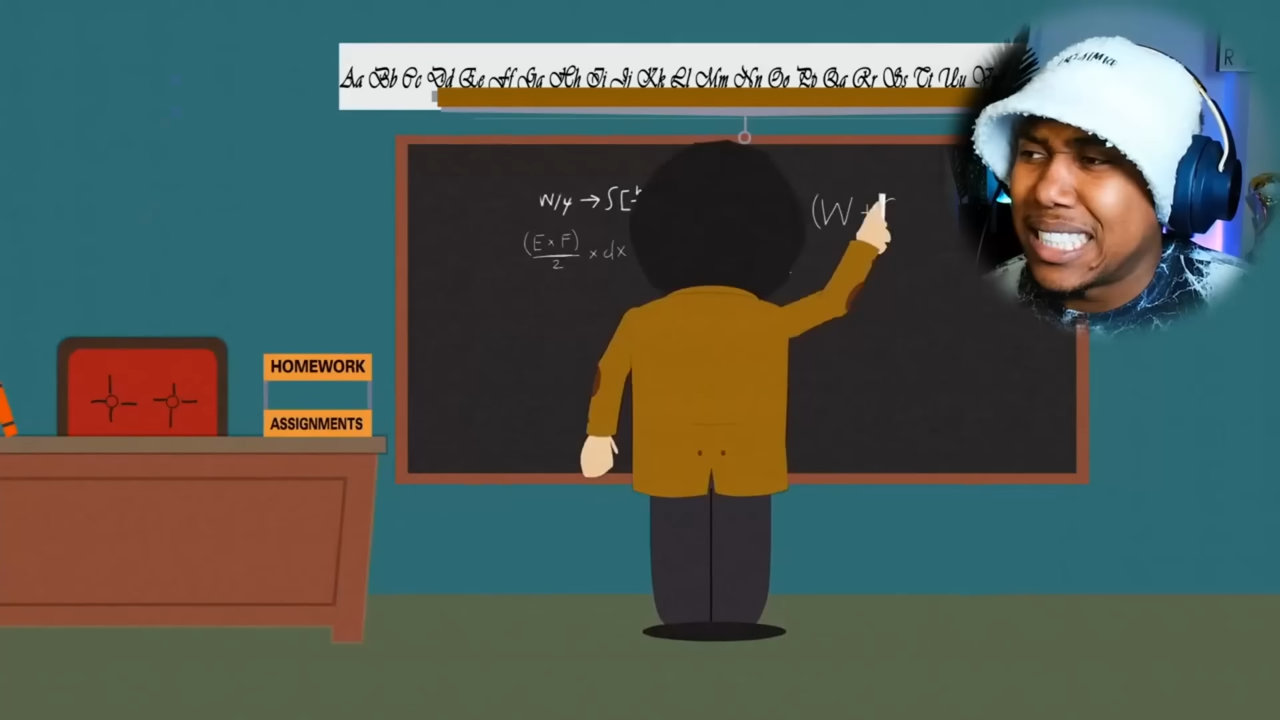 Aa Bb Cc Dd Ee Ff Gg Hh Ii Jj Kk Ll Mm Nn Oo Pp Qq Rr Ss Tt Uu
W/y → ∫[
(W +
(E x F)
2
x dx
HOMEWORK
ASSIGNMENTS
R